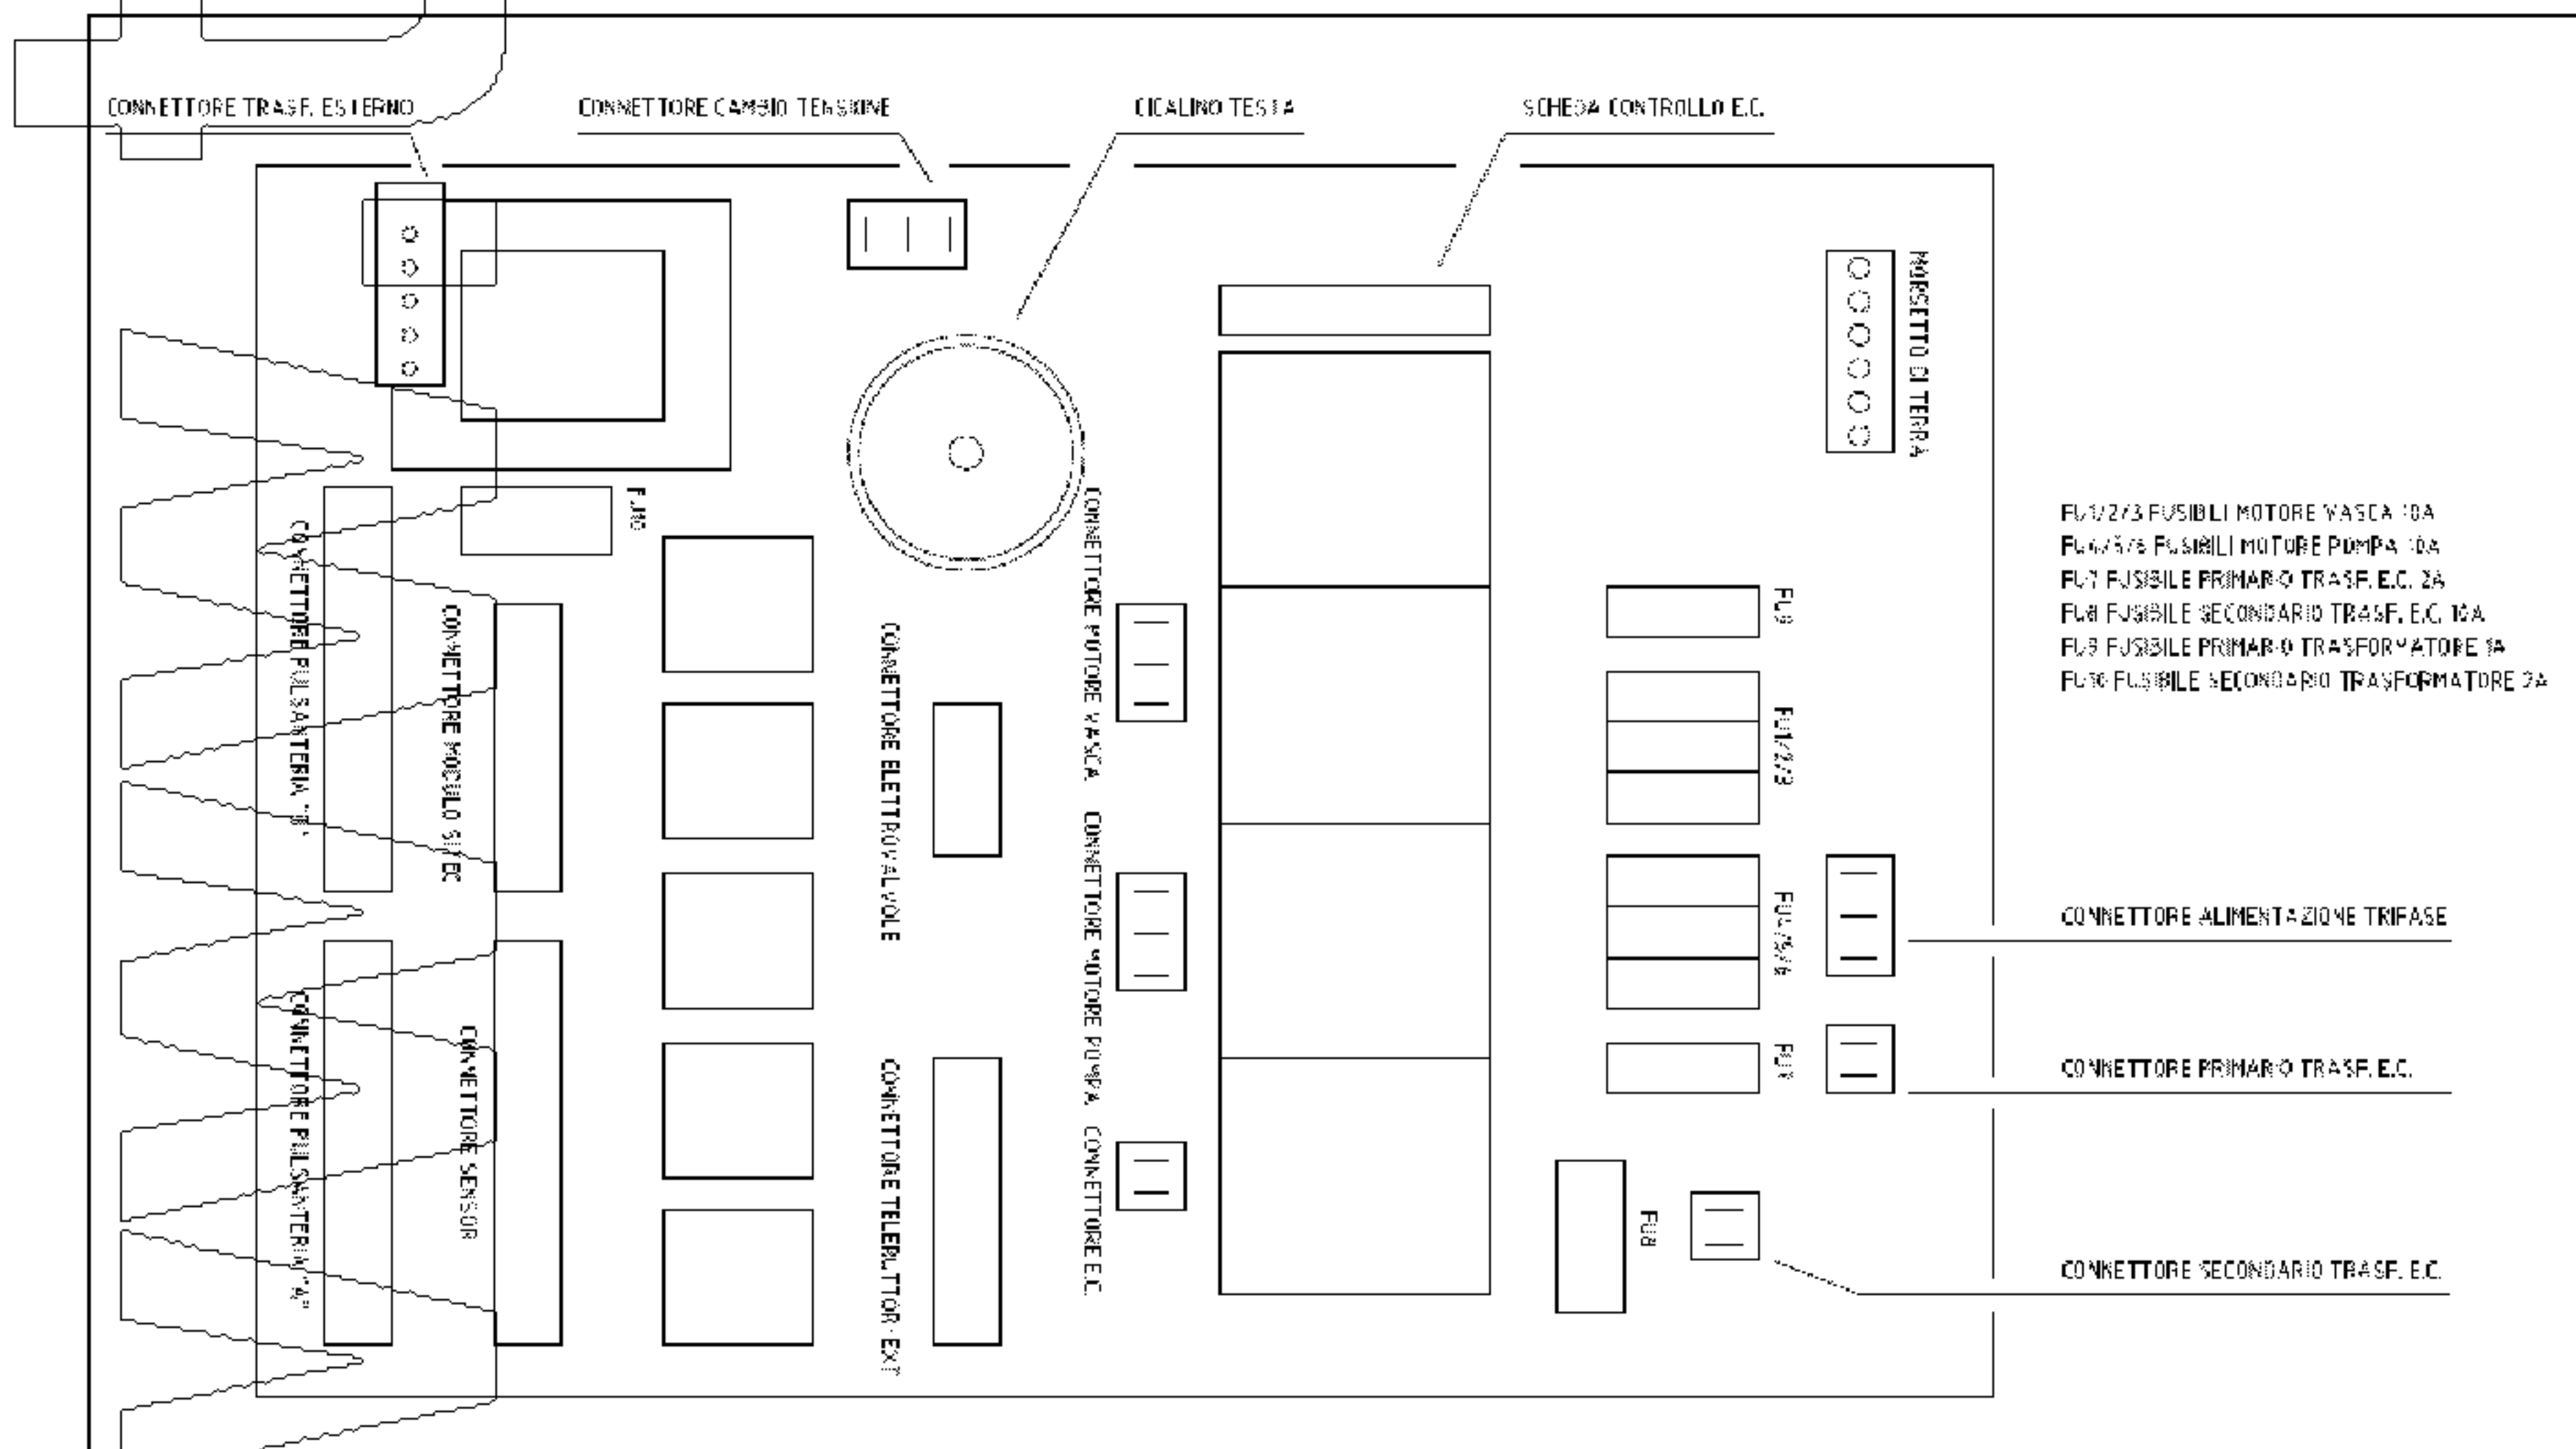 CONNETTORE TRASF. ESTERNO
CONNETTORE CAMBIO TENSIONE
CICALINO TESTA
SCHEDA CONTROLLO E.C.
MORSETTO DI TERRA
FU10
CONNETTORE PULSANTERIA "B"
CONNETTORE MODULO SITEC
CONNETTORE ELETTROVALVOLE
CONNETTORE MOTORE VASCA
CONNETTORE MOTORE POMPA
CONNETTORE E.C.
CONNETTORE PULSANTERIA "A"
CONNETTORE SENSOR
CONNETTORE TELERUTTORI EXT
FU9
FU1/2/3
FU4/5/6
FU7
FU8
FU1/2/3 FUSIBILI MOTORE VASCA 10A
FU4/5/6 FUSIBILI MOTORE POMPA 10A
FU7 FUSIBILE PRIMARIO TRASF. E.C. 2A
FU8 FUSIBILE SECONDARIO TRASF. E.C. 10A
FU9 FUSIBILE PRIMARIO TRASFORMATORE 1A
FU10 FUSIBILE SECONDARIO TRASFORMATORE 2A
CONNETTORE ALIMENTAZIONE TRIFASE
CONNETTORE PRIMARIO TRASF. E.C.
CONNETTORE SECONDARIO TRASF. E.C.